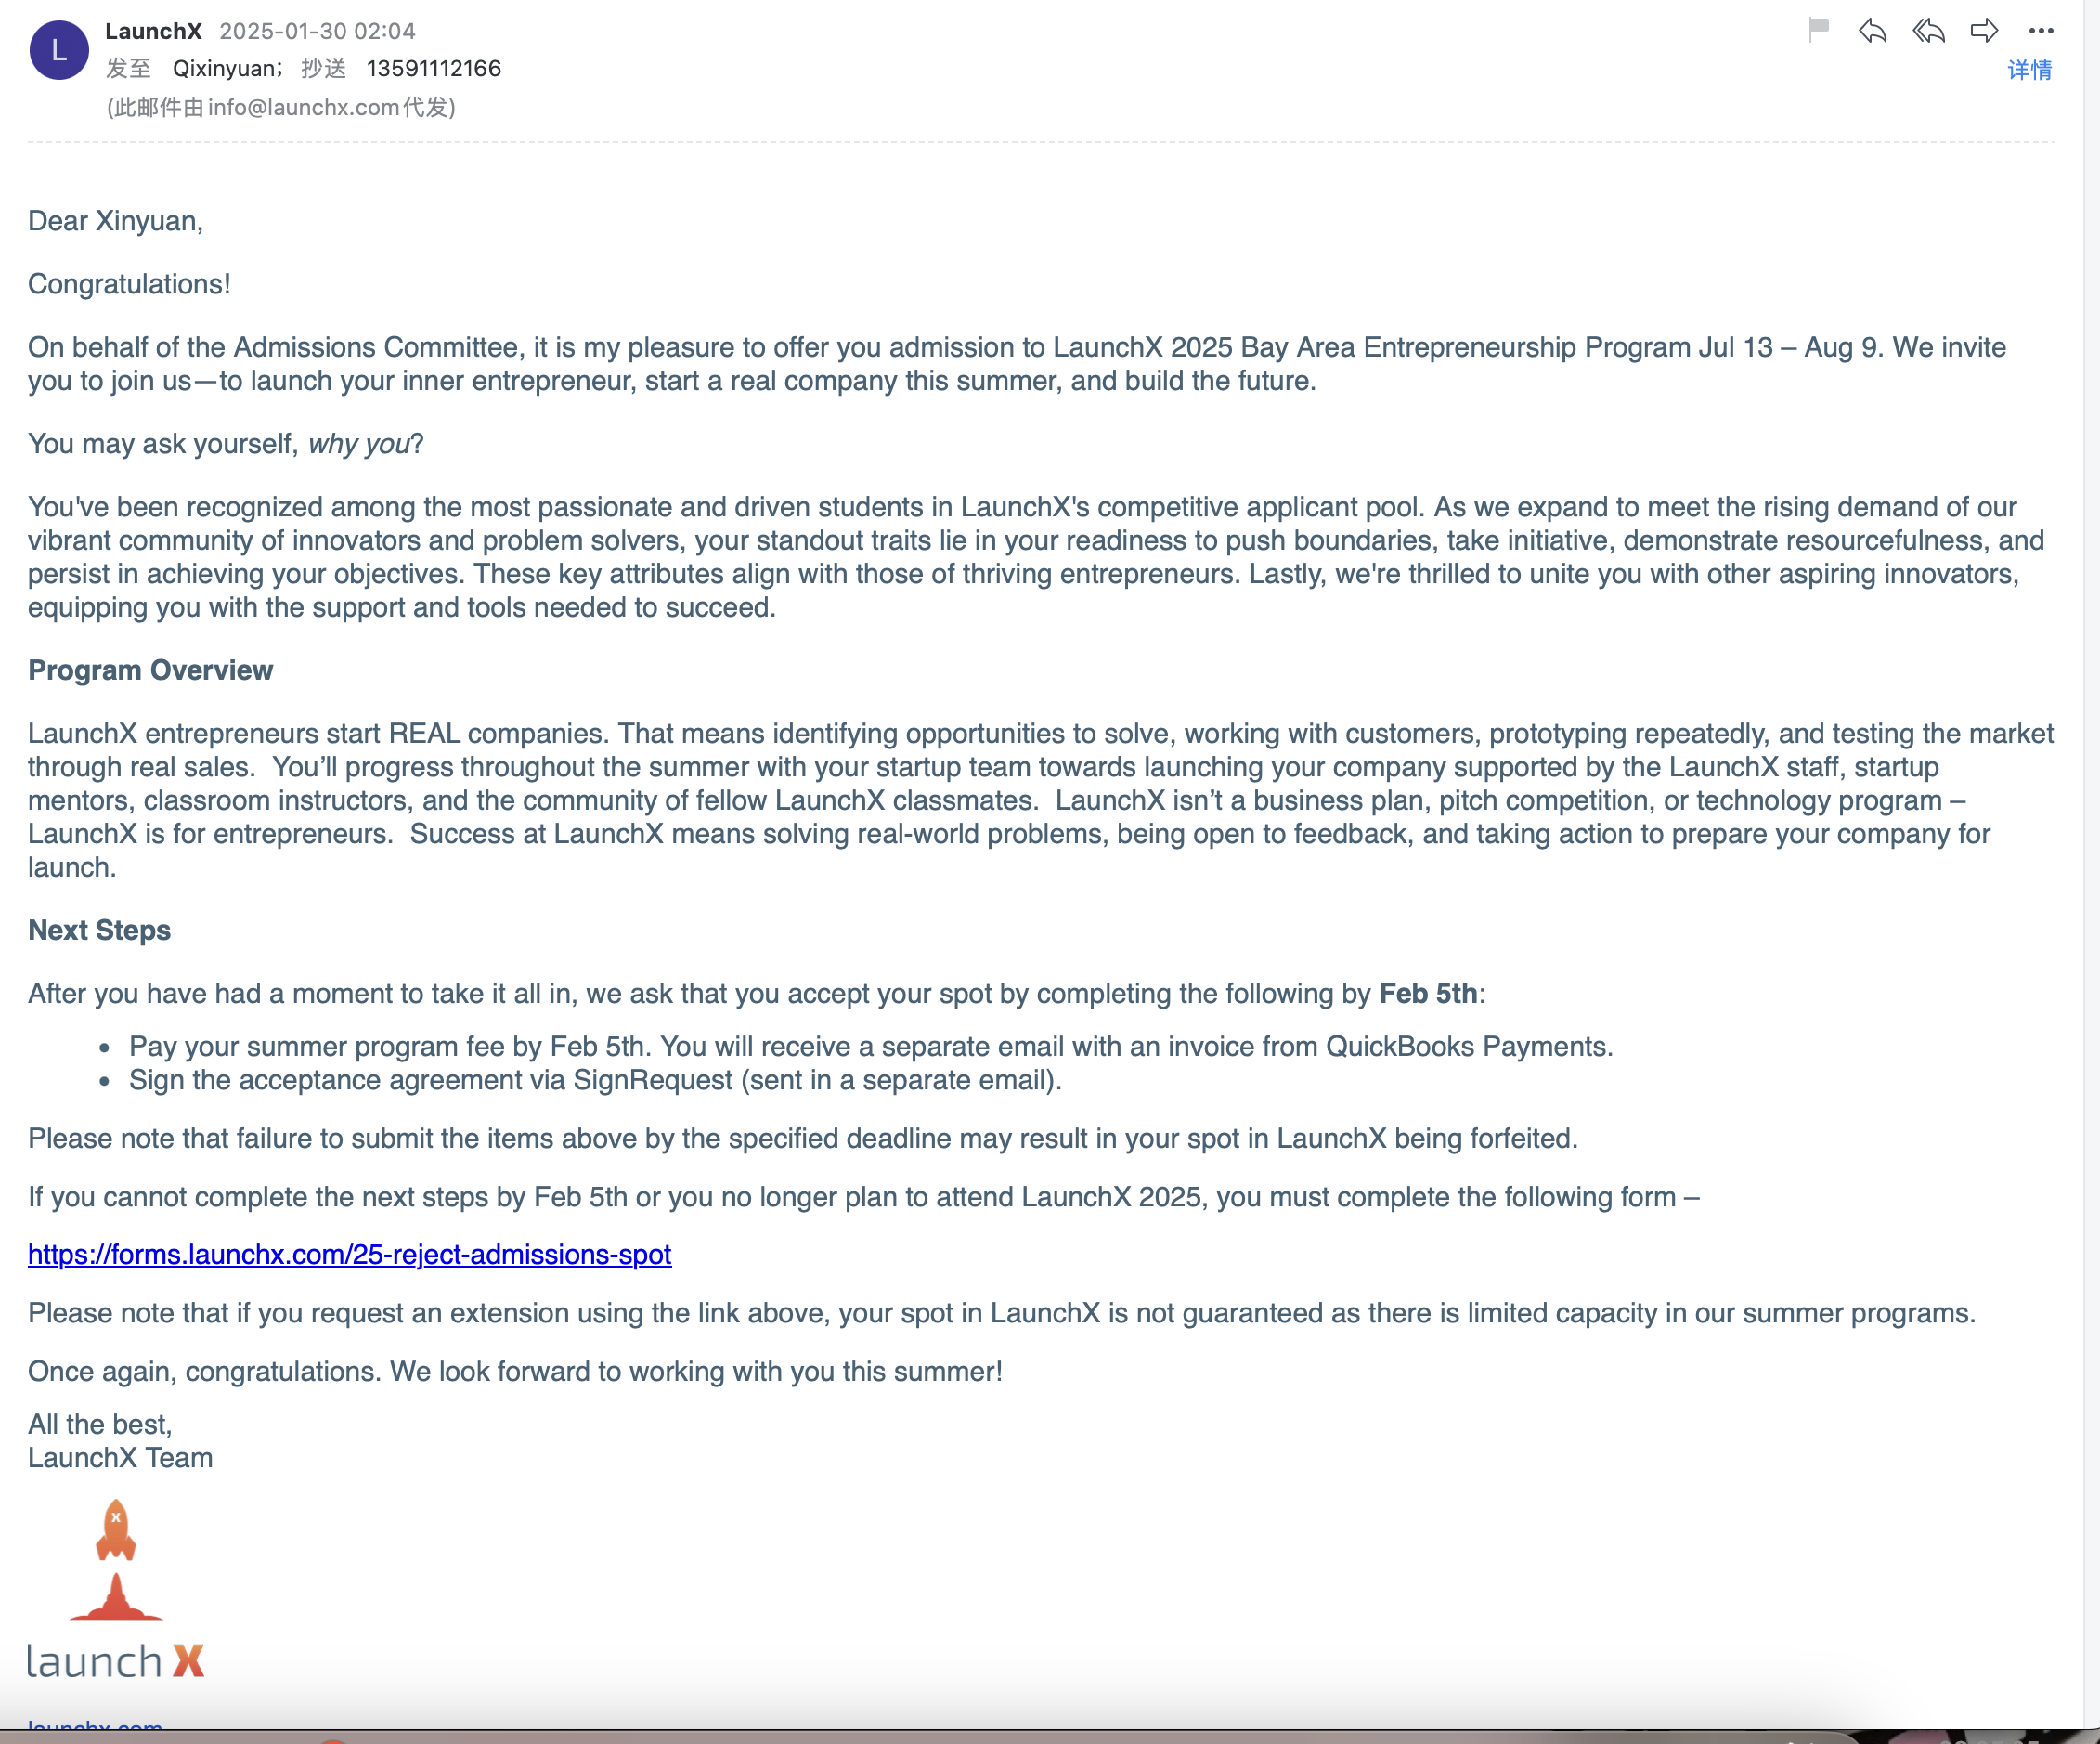 L
LaunchX 2025-01-30 02:04
发至 Qixinyuan； 抄送 13591112166
详情
(此邮件由info@launchx.com代发)
Dear Xinyuan,
Congratulations!
On behalf of the Admissions Committee, it is my pleasure to offer you admission to LaunchX 2025 Bay Area Entrepreneurship Program Jul 13 – Aug 9. We invite
you to join us—to launch your inner entrepreneur, start a real company this summer, and build the future.
You may ask yourself, why you?
You've been recognized among the most passionate and driven students in LaunchX's competitive applicant pool. As we expand to meet the rising demand of our
vibrant community of innovators and problem solvers, your standout traits lie in your readiness to push boundaries, take initiative, demonstrate resourcefulness, and
persist in achieving your objectives. These key attributes align with those of thriving entrepreneurs. Lastly, we're thrilled to unite you with other aspiring innovators,
equipping you with the support and tools needed to succeed.
Program Overview
LaunchX entrepreneurs start REAL companies. That means identifying opportunities to solve, working with customers, prototyping repeatedly, and testing the market
through real sales.  You’ll progress throughout the summer with your startup team towards launching your company supported by the LaunchX staff, startup
mentors, classroom instructors, and the community of fellow LaunchX classmates.  LaunchX isn’t a business plan, pitch competition, or technology program –
LaunchX is for entrepreneurs.  Success at LaunchX means solving real-world problems, being open to feedback, and taking action to prepare your company for
launch.
Next Steps
After you have had a moment to take it all in, we ask that you accept your spot by completing the following by Feb 5th:
• Pay your summer program fee by Feb 5th. You will receive a separate email with an invoice from QuickBooks Payments.
• Sign the acceptance agreement via SignRequest (sent in a separate email).
Please note that failure to submit the items above by the specified deadline may result in your spot in LaunchX being forfeited.
If you cannot complete the next steps by Feb 5th or you no longer plan to attend LaunchX 2025, you must complete the following form –
https://forms.launchx.com/25-reject-admissions-spot
Please note that if you request an extension using the link above, your spot in LaunchX is not guaranteed as there is limited capacity in our summer programs.
Once again, congratulations. We look forward to working with you this summer!
All the best,
LaunchX Team
x
launch X
launchx.com